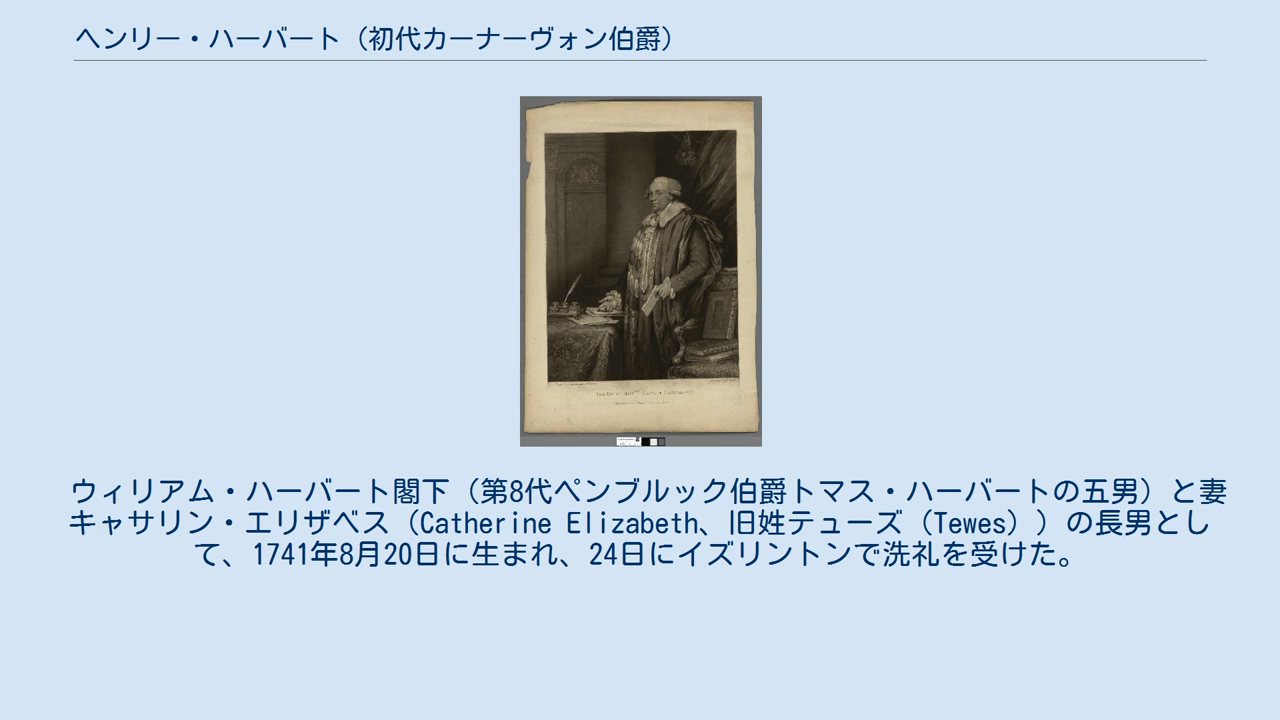 ヘンリー・ハーバート（初代カーナーヴォン伯爵）
ウィリアム・ハーバート閣下（第8代ペンブルック伯爵トマス・ハーバートの五男）と妻
キャサリン・エリザベス（Catherine Elizabeth、旧姓テューズ（Tewes））の長男とし
て、1741年8月20日に生まれ、24日にイズリントンで洗礼を受けた。